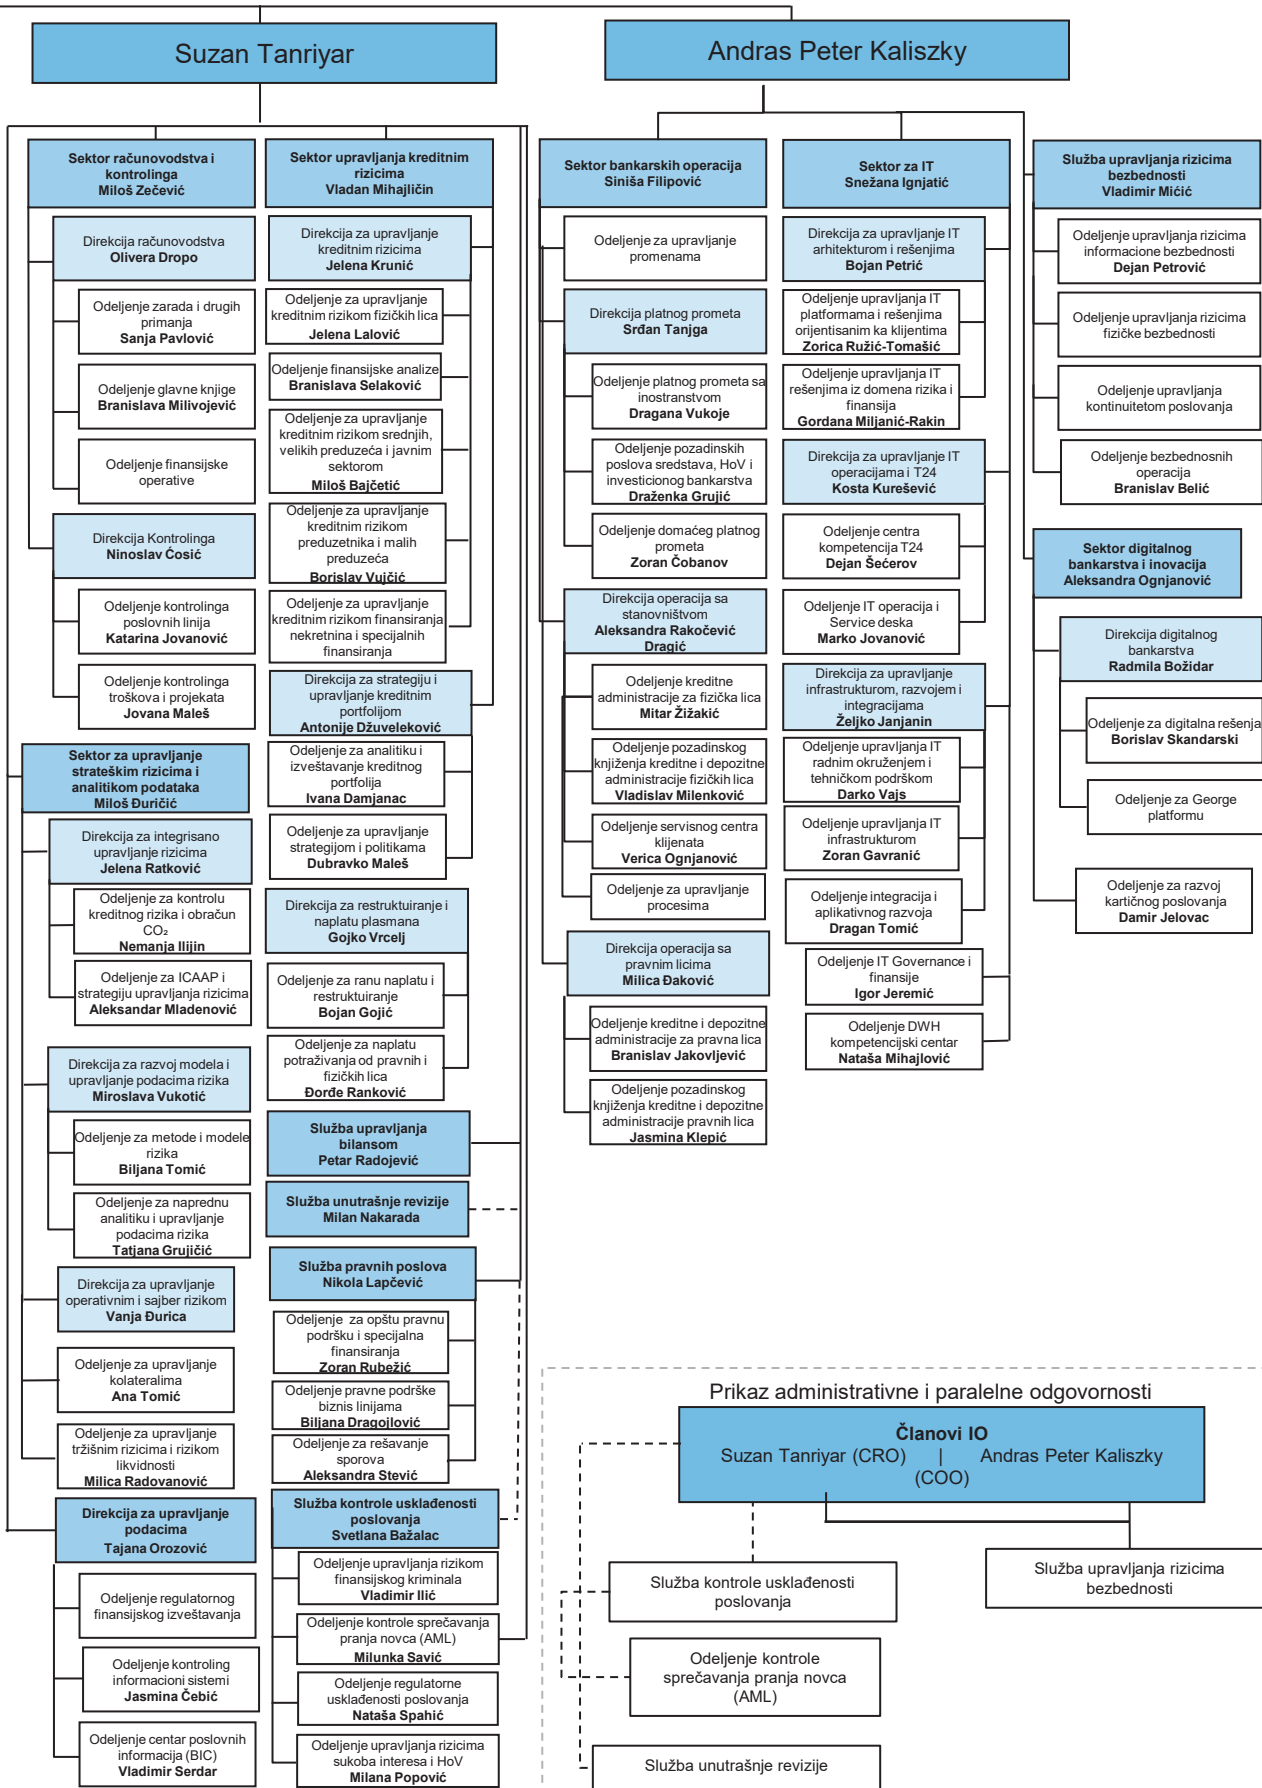 Suzan Tanriyar
Andras Peter Kaliszky
Sektor računovodstva i
kontrolinga
Miloš Zečević
Direkcija računovodstva
Olivera Dropo
Odeljenje zarada i drugih
primanja
Sanja Pavlović
Odeljenje glavne knjige
Branislava Milivojević
Odeljenje finansijske
operative
Direkcija Kontrolinga
Ninoslav Ćosić
Odeljenje kontrolinga
poslovnih linija
Katarina Jovanović
Odeljenje kontrolinga
troškova i projekata
Jovana Maleš
Sektor za upravljanje
strateškim rizicima i
analitikom podataka
Miloš Đuričić
Direkcija za integrisano
upravljanje rizicima
Jelena Ratković
Odeljenje za kontrolu
kreditnog rizika i obračun
CO₂
Nemanja Ilijin
Odeljenje za ICAAP i
strategiju upravljanja rizicima
Aleksandar Mladenović
Direkcija za razvoj modela i
upravljanje podacima rizika
Miroslava Vukotić
Odeljenje za metode i modele
rizika
Biljana Tomić
Odeljenje za naprednu
analitiku i upravljanje
podacima rizika
Tatjana Grujičić
Direkcija za upravljanje
operativnim i sajber rizikom
Vanja Đurica
Odeljenje za upravljanje
kolateralima
Ana Tomić
Odeljenje za upravljanje
tržišnim rizicima i rizikom
likvidnosti
Milica Radovanović
Direkcija za upravljanje
podacima
Tajana Orozović
Odeljenje regulatornog
finansijskog izveštavanja
Odeljenje kontroling
informacioni sistemi
Jasmina Čebić
Odeljenje centar poslovnih
informacija (BIC)
Vladimir Serdar
Sektor upravljanja kreditnim
rizicima
Vladan Mihajličin
Direkcija za upravljanje
kreditnim rizicima
Jelena Krunić
Odeljenje za upravljanje
kreditnim rizikom fizičkih lica
Jelena Lalović
Odeljenje finansijske analize
Branislava Selaković
Odeljenje za upravljanje
kreditnim rizikom srednjih,
velikih preduzeća i javnim
sektorom
Miloš Bajčetić
Odeljenje za upravljanje
kreditnim rizikom
preduzetnika i malih
preduzeća
Borislav Vujčić
Odeljenje za upravljanje
kreditnim rizikom finansiranja
nekretnina i specijalnih
finansiranja
Direkcija za strategiju i
upravljanje kreditnim
portfolijom
Antonije Džuveleković
Odeljenje za analitiku i
izveštavanje kreditnog
portfolija
Ivana Damjanac
Odeljenje za upravljanje
strategijom i politikama
Dubravko Maleš
Direkcija za restruktuiranje i
naplatu plasmana
Gojko Vrcelj
Odeljenje za ranu naplatu i
restruktuiranje
Bojan Gojić
Odeljenje za naplatu
potraživanja od pravnih i
fizičkih lica
Đorđe Ranković
Služba upravljanja
bilansom
Petar Radojević
Služba unutrašnje revizije
Milan Nakarada
Služba pravnih poslova
Nikola Lapčević
Odeljenje za opštu pravnu
podršku i specijalna
finansiranja
Zoran Rubežić
Odeljenje pravne podrške
biznis linijama
Biljana Dragojlović
Odeljenje za rešavanje
sporova
Aleksandra Stević
Služba kontrole usklađenosti
poslovanja
Svetlana Bažalac
Odeljenje upravljanja rizikom
finansijskog kriminala
Vladimir Ilić
Odeljenje kontrole sprečavanja
pranja novca (AML)
Milunka Savić
Odeljenje regulatorne
usklađenosti poslovanja
Nataša Spahić
Odeljenje upravljanja rizicima
sukoba interesa i HoV
Milana Popović
Sektor bankarskih operacija
Siniša Filipović
Odeljenje za upravljanje
promenama
Direkcija platnog prometa
Srđan Tanjga
Odeljenje platnog prometa sa
inostranstvom
Dragana Vukoje
Odeljenje pozadinskih
poslova sredstava, HoV i
investicionog bankarstva
Draženka Grujić
Odeljenje domaćeg platnog
prometa
Zoran Čobanov
Direkcija operacija sa
stanovništvom
Aleksandra Rakočević
Dragić
Odeljenje kreditne
administracije za fizička lica
Mitar Žižakić
Odeljenje pozadinskog
knjiženja kreditne i depozitne
administracije fizičkih lica
Vladislav Milenković
Odeljenje servisnog centra
klijenata
Verica Ognjanović
Odeljenje za upravljanje
procesima
Direkcija operacija sa
pravnim licima
Milica Đaković
Odeljenje kreditne i depozitne
administracije za pravna lica
Branislav Jakovljević
Odeljenje pozadinskog
knjiženja kreditne i depozitne
administracije pravnih lica
Jasmina Klepić
Sektor za IT
Snežana Ignjatić
Direkcija za upravljanje IT
arhitekturom i rešenjima
Bojan Petrić
Odeljenje upravljanja IT
platformama i rešenjima
orijentisanim ka klijentima
Zorica Ružić-Tomašić
Odeljenje upravljanja IT
rešenjima iz domena rizika i
finansija
Gordana Miljanić-Rakin
Direkcija za upravljanje IT
operacijama i T24
Kosta Kurešević
Odeljenje centra
kompetencija T24
Dejan Šećerov
Odeljenje IT operacija i
Service deska
Marko Jovanović
Direkcija za upravljanje
infrastrukturom, razvojem i
integracijama
Željko Janjanin
Odeljenje upravljanja IT
radnim okruženjem i
tehničkom podrškom
Darko Vajs
Odeljenje upravljanja IT
infrastrukturom
Zoran Gavranić
Odeljenje integracija i
aplikativnog razvoja
Dragan Tomić
Odeljenje IT Governance i
finansije
Igor Jeremić
Odeljenje DWH
kompetencijski centar
Nataša Mihajlović
Služba upravljanja rizicima
bezbednosti
Vladimir Mićić
Odeljenje upravljanja rizicima
informacione bezbednosti
Dejan Petrović
Odeljenje upravljanja rizicima
fizičke bezbednosti
Odeljenje upravljanja
kontinuitetom poslovanja
Odeljenje bezbednosnih
operacija
Branislav Belić
Sektor digitalnog
bankarstva i inovacija
Aleksandra Ognjanović
Direkcija digitalnog
bankarstva
Radmila Božidar
Odeljenje za digitalna rešenja
Borislav Skandarski
Odeljenje za George
platformu
Odeljenje za razvoj
kartičnog poslovanja
Damir Jelovac
Prikaz administrativne i paralelne odgovornosti
Članovi IO
Suzan Tanriyar (CRO) | Andras Peter Kaliszky
(COO)
Služba kontrole usklađenosti
poslovanja
Služba upravljanja rizicima
bezbednosti
Odeljenje kontrole
sprečavanja pranja novca
(AML)
Služba unutrašnje revizije